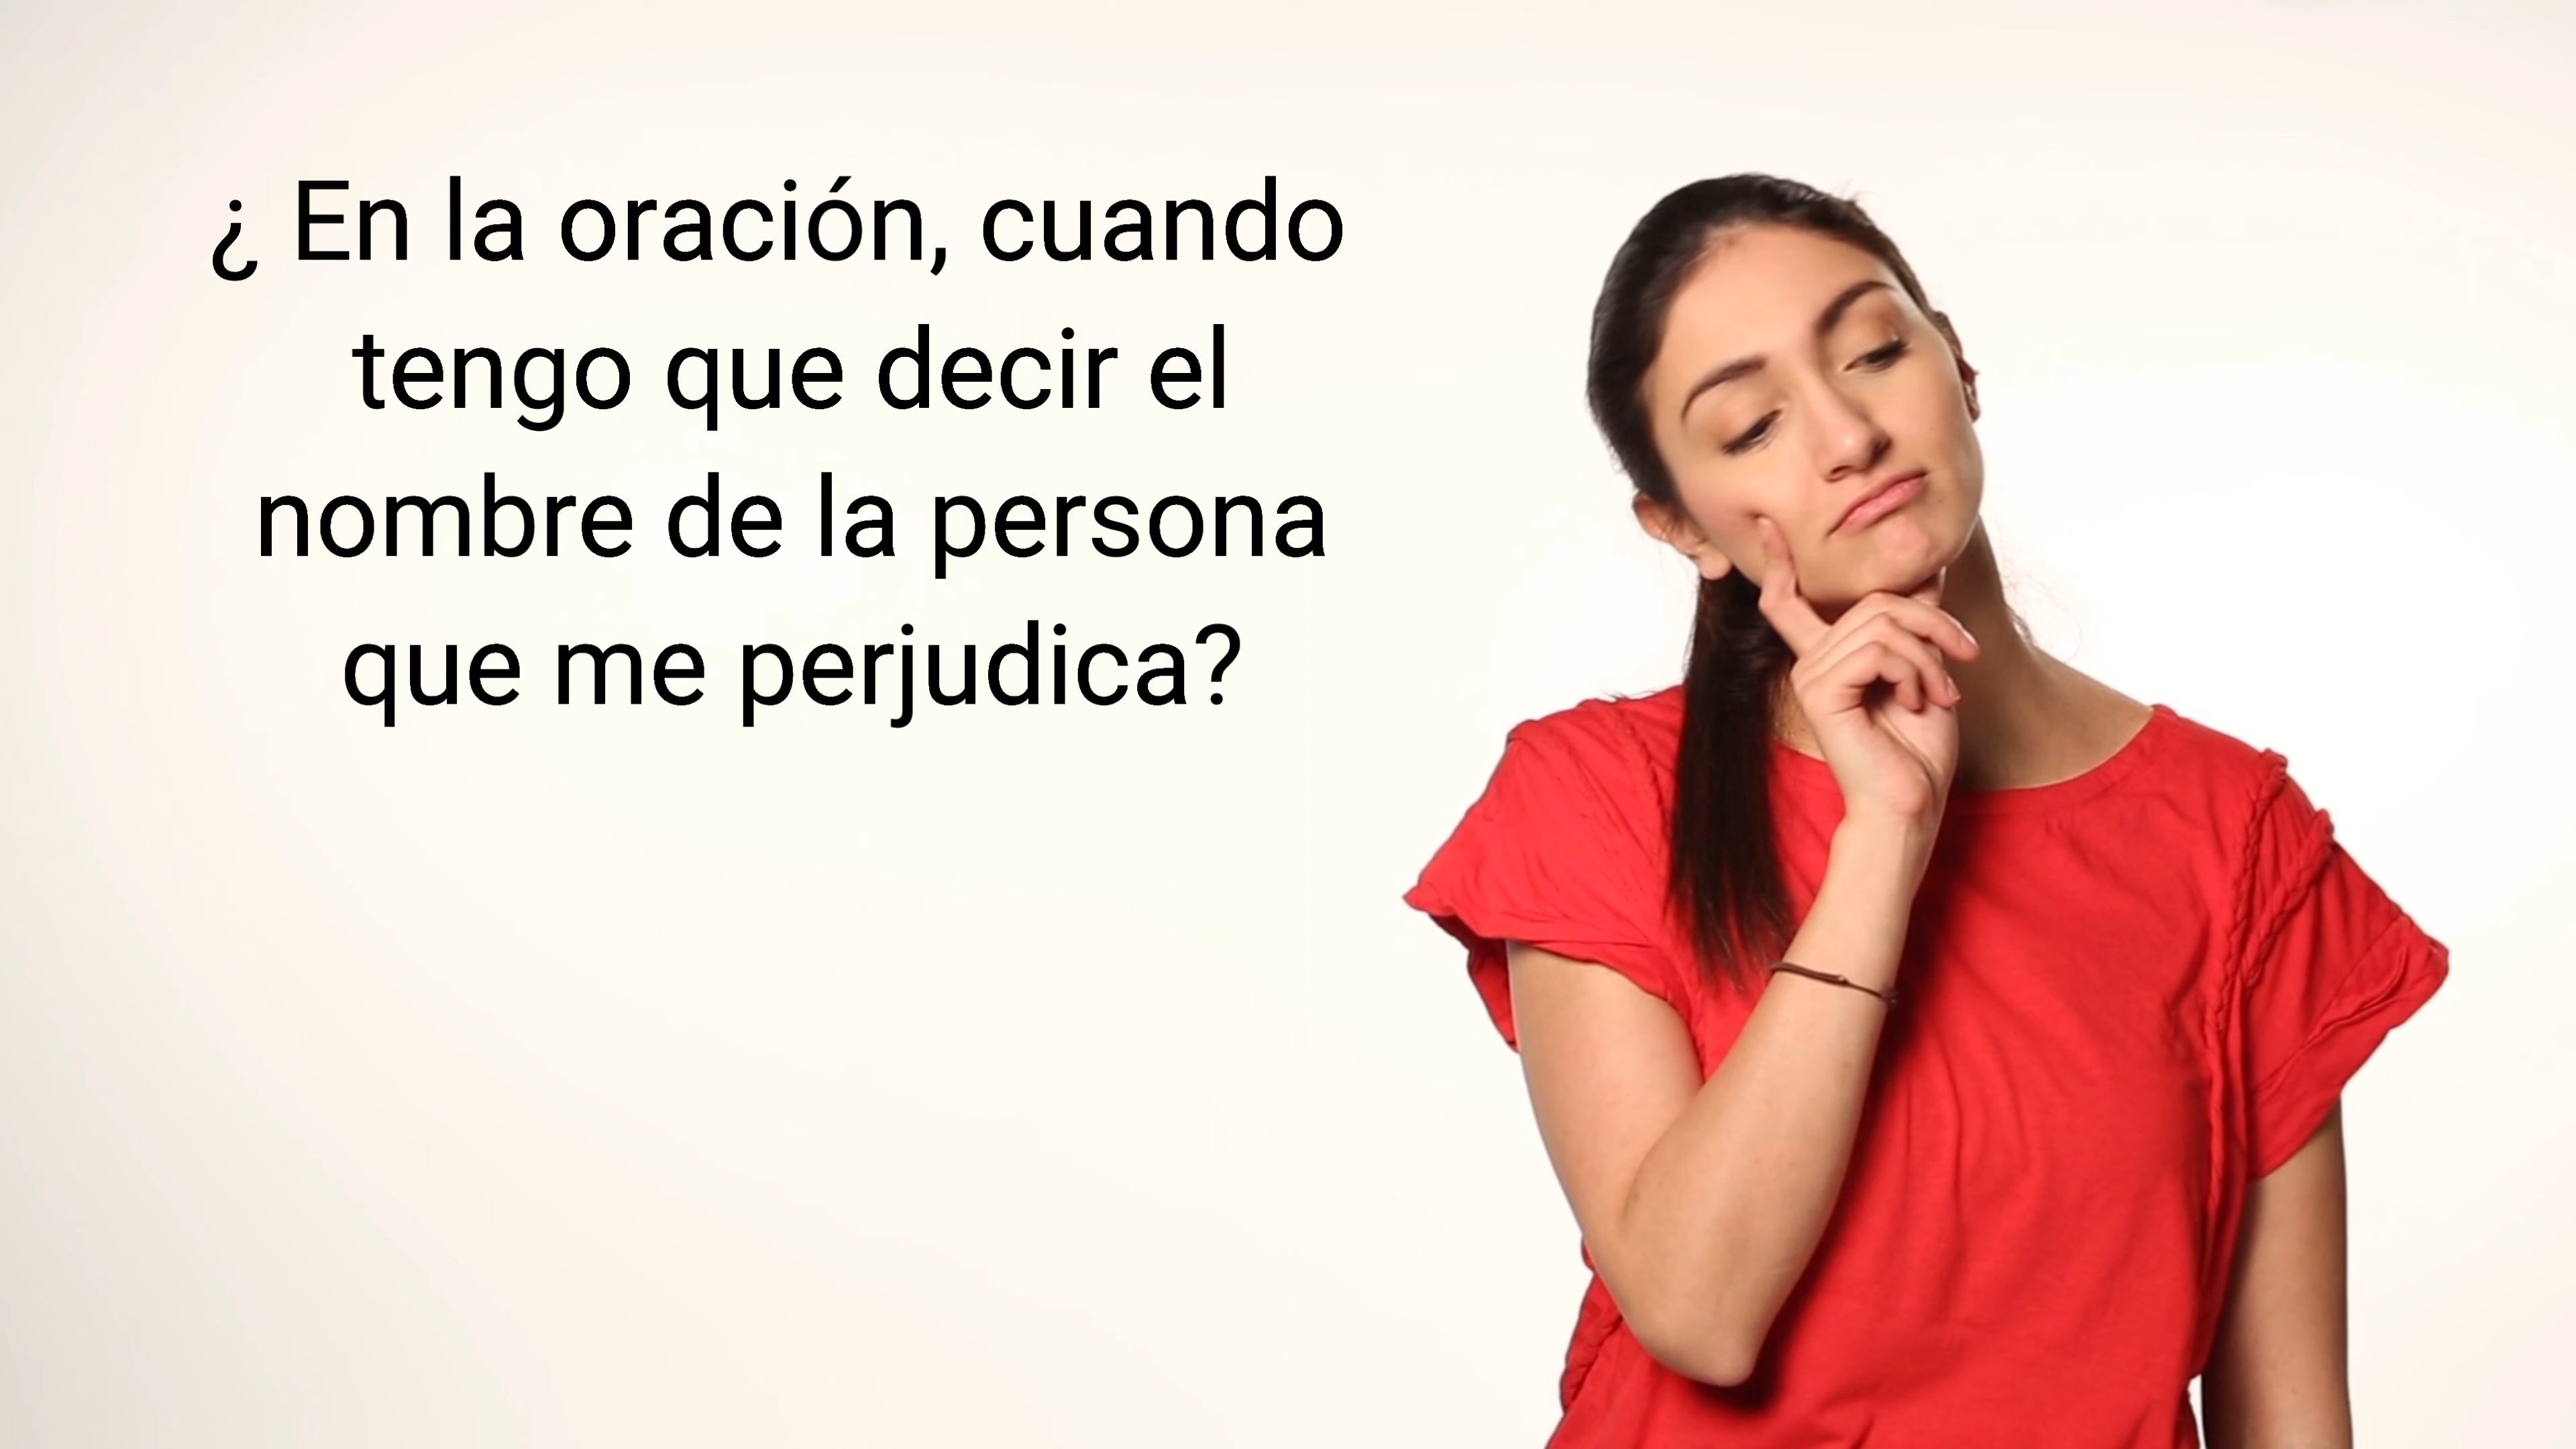 ¿ En la oración, cuando
tengo que decir el
nombre de la persona
que me perjudica?